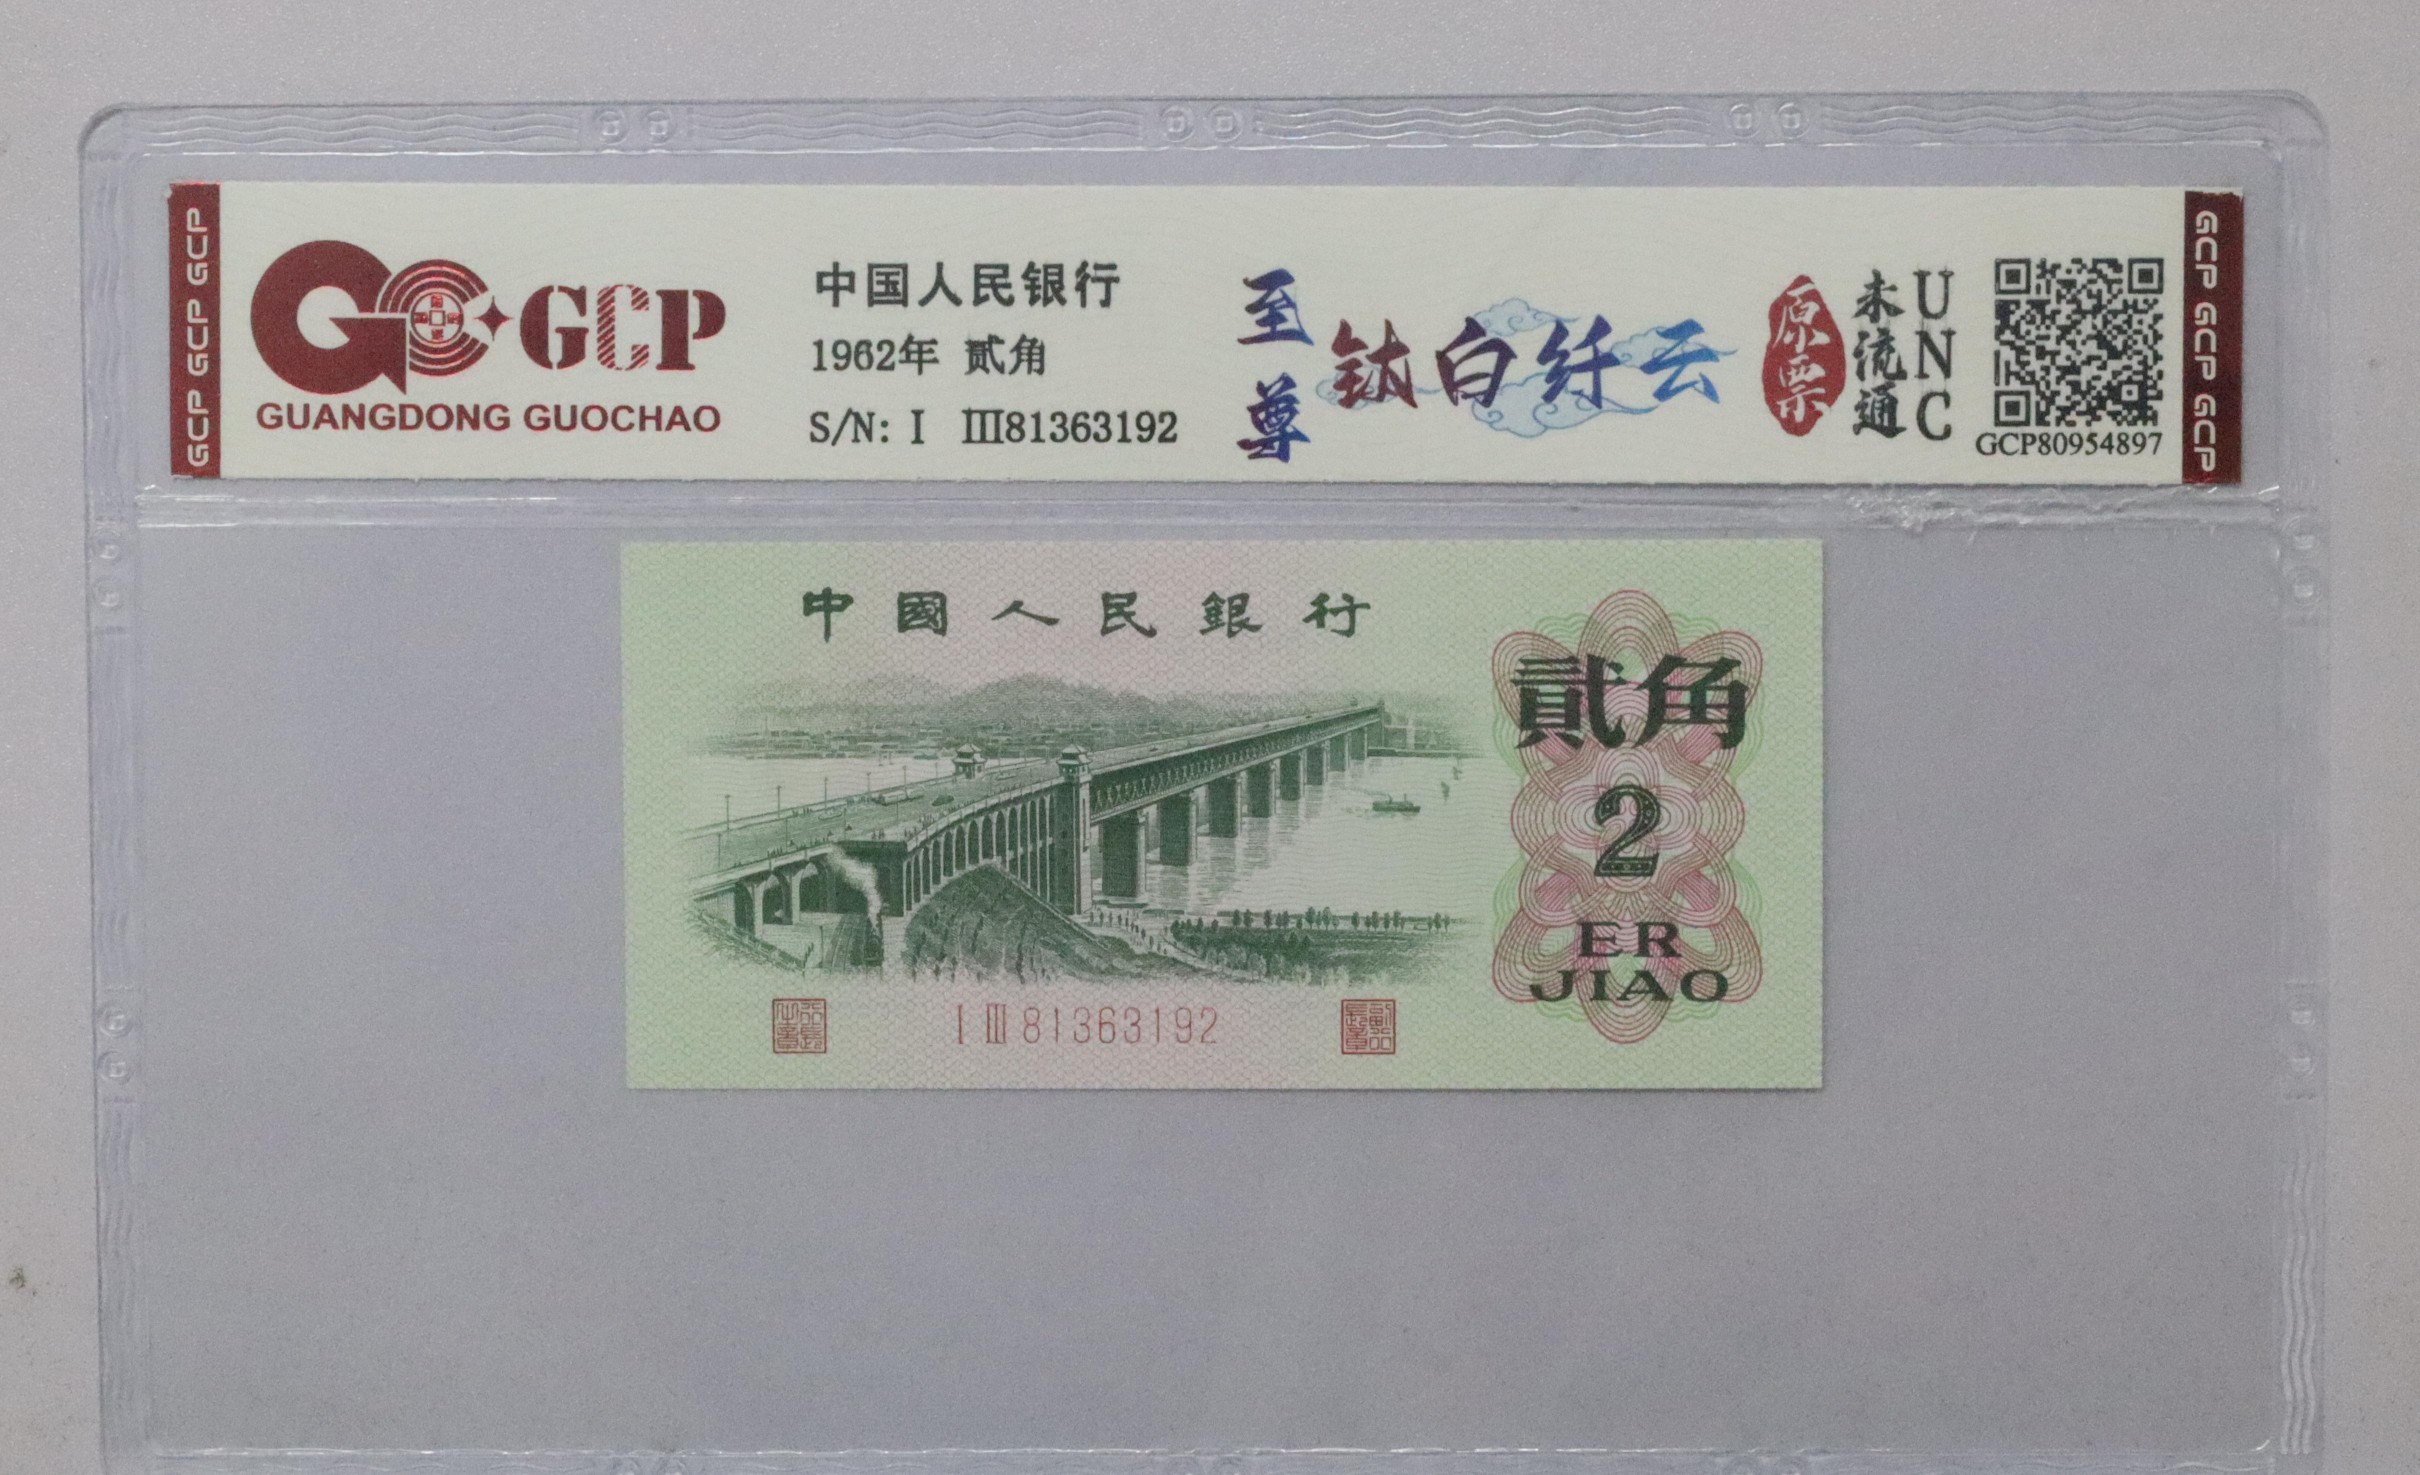 GCP GCP GCP
GCP
GUANGDONG GUOCHAO
中国人民银行
1962年 贰角
S/N: I III81363192
至尊
钛白纤云
原票
未流通
UNC
GCP80954897
GCP GCP GCP
中國人民銀行
貳角
2
ER
JIAO
I III 81363192